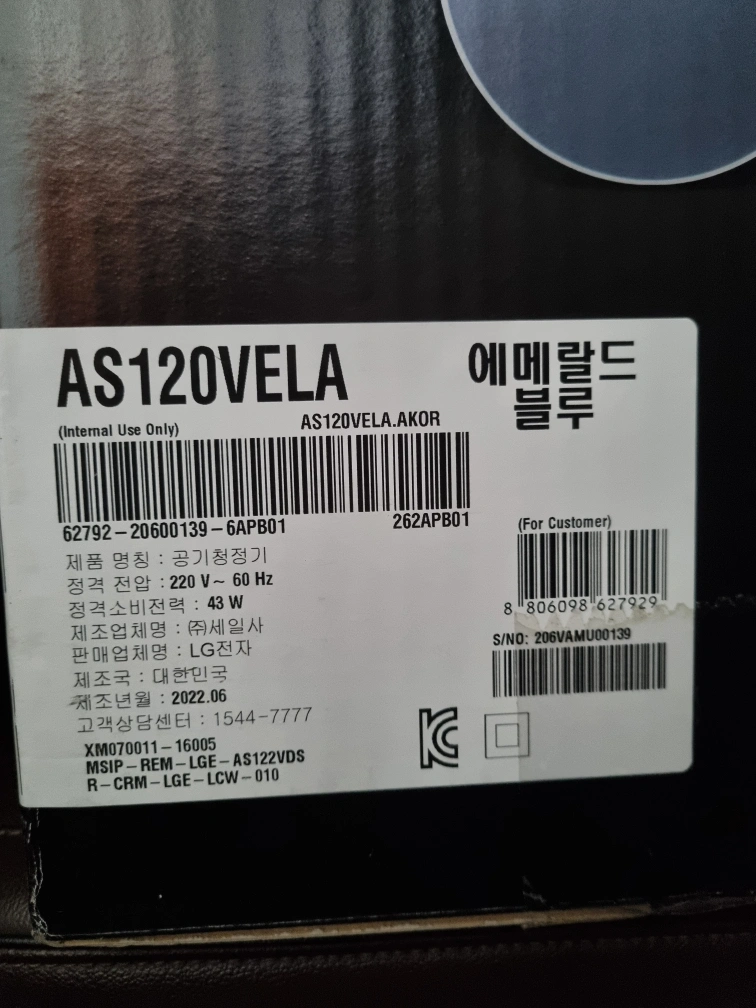 AS120VELA
에메랄드
블루
(Internal Use Only)
AS120VELA.AKOR
62792-20600139-6APB01
262APB01
(For Customer)
제품 명칭 : 공기청정기
정격 전압 : 220 V~ 60 Hz
정격소비전력 : 43 W
제조업체명 : ㈜세일사
판매업체명 : LG전자
제조국 : 대한민국
제조년월 : 2022.06
고객상담센터 : 1544-7777
8 806098 627929
S/NO: 206VAMU00139
XM070011-16005
MSIP-REM-LGE-AS122VDS
R-CRM-LGE-LCW-010